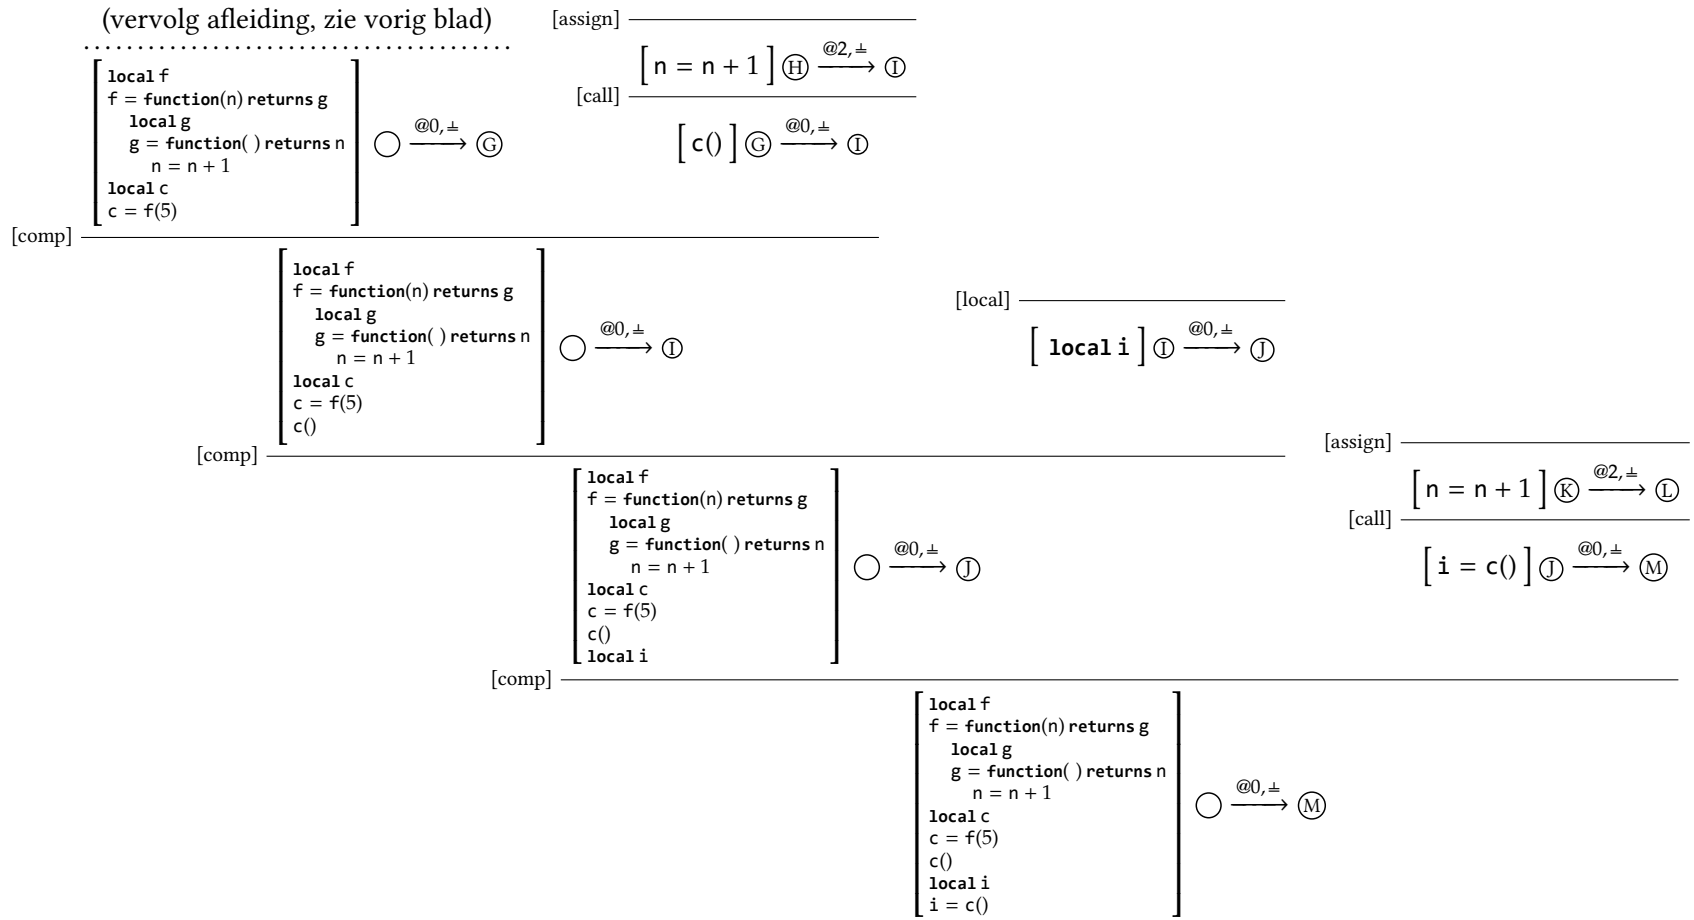 (vervolg afleiding, zie vorig blad)
[assign]
[ n = n + 1 ] Ⓗ @2, ⫨ → Ⓘ
[call]
[ c() ] Ⓖ @0, ⫨ → Ⓘ
local f
f = function(n) returns g
local g
g = function( ) returns n
n = n + 1
local c
c = f(5)
◯ @0, ⫨ → Ⓖ
[comp]
local f
f = function(n) returns g
local g
g = function( ) returns n
n = n + 1
local c
c = f(5)
c()
◯ @0, ⫨ → Ⓘ
[local]
[ local i ] Ⓘ @0, ⫨ → Ⓙ
[comp]
local f
f = function(n) returns g
local g
g = function( ) returns n
n = n + 1
local c
c = f(5)
c()
local i
◯ @0, ⫨ → Ⓙ
[assign]
[ n = n + 1 ] Ⓚ @2, ⫨ → Ⓛ
[call]
[ i = c() ] Ⓙ @0, ⫨ → Ⓜ
[comp]
local f
f = function(n) returns g
local g
g = function( ) returns n
n = n + 1
local c
c = f(5)
c()
local i
i = c()
◯ @0, ⫨ → Ⓜ